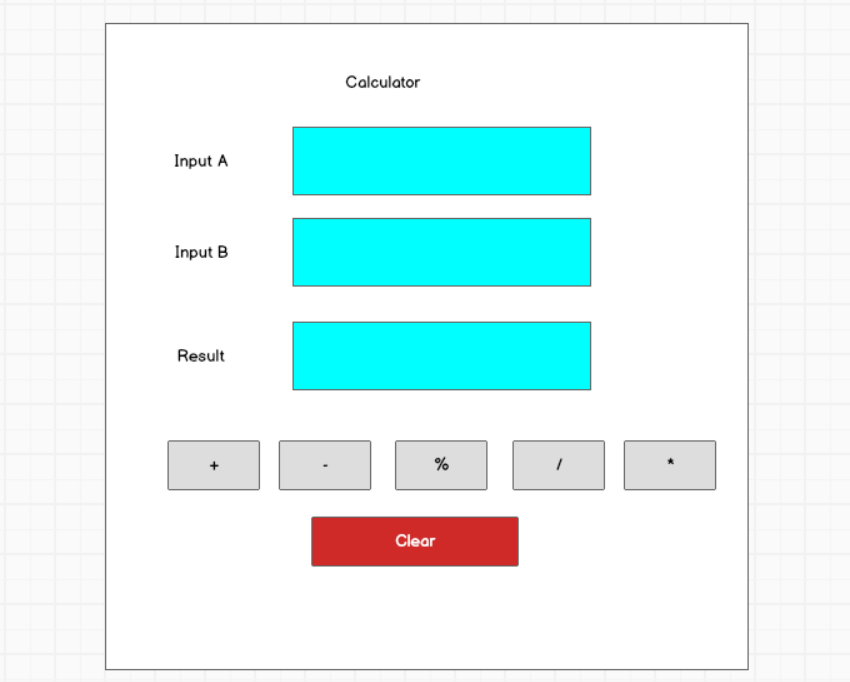 Calculator
Input A
Input B
Result
+ - % / *
Clear